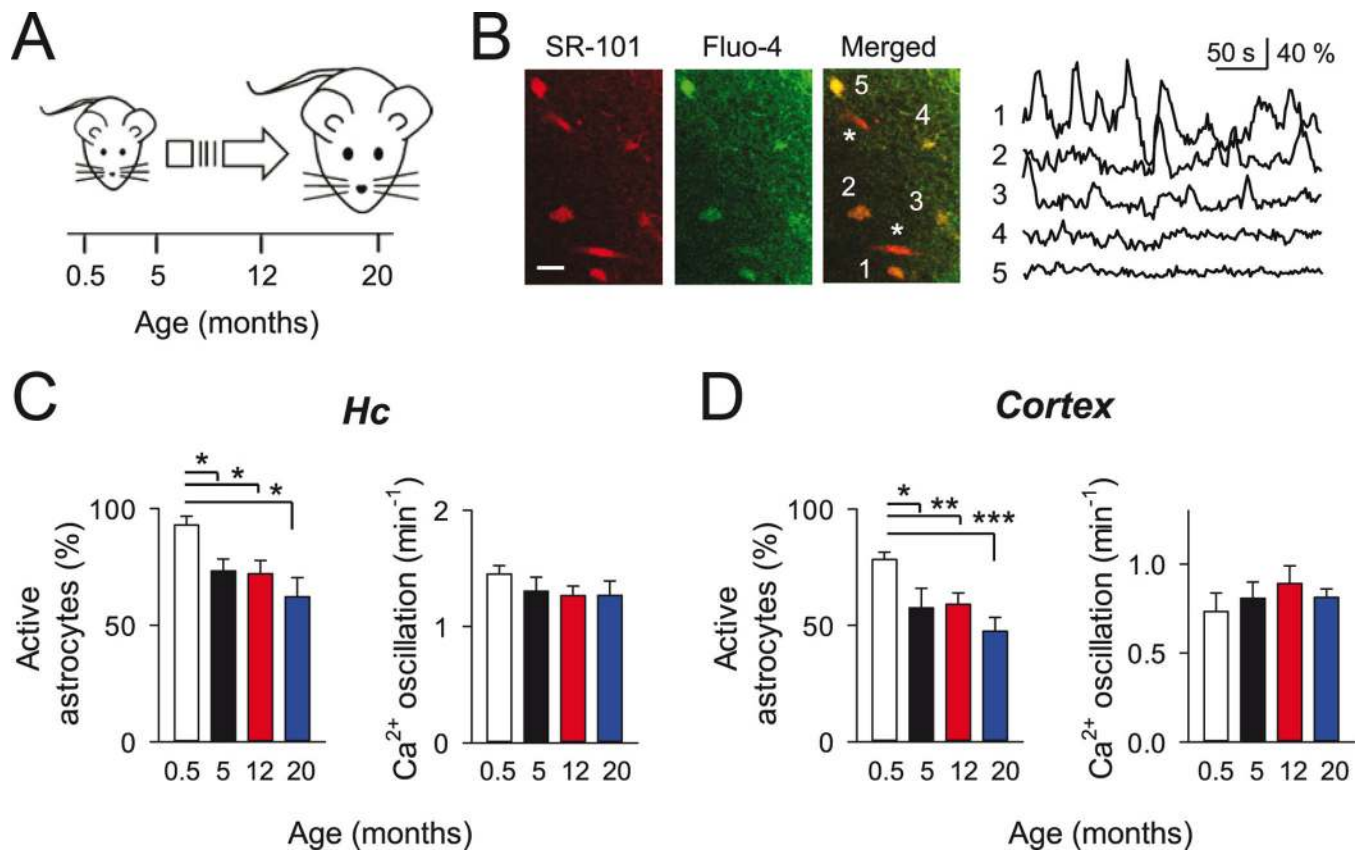 A
0.5 5 12 20
Age (months)
B
SR-101 Fluo-4 Merged
5
4
*
2
3
*
1
50 s 40 %
1
2
3
4
5
C
Hc
* * *
Active
astrocytes (%)
100
50
0
0.5 5 12 20
Ca²⁺ oscillation (min⁻¹)
2
1
0
0.5 5 12 20
Age (months)
D
Cortex
* ** ***
Active
astrocytes (%)
100
50
0
0.5 5 12 20
Ca²⁺ oscillation (min⁻¹)
1.0
0.5
0.0
0.5 5 12 20
Age (months)